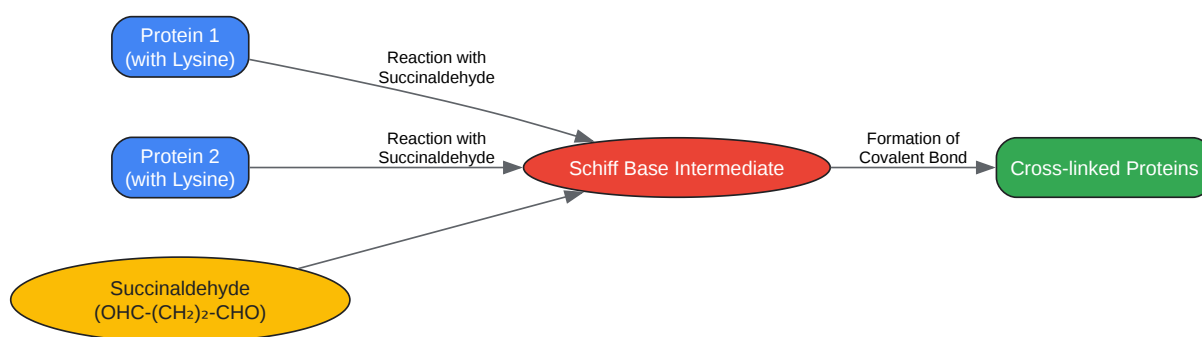 Protein 1
(with Lysine)
Reaction with
Succinaldehyde
Protein 2
(with Lysine)
Reaction with
Succinaldehyde
Schiff Base Intermediate
Formation of
Covalent Bond
Cross-linked Proteins
Succinaldehyde
(OHC-(CH₂)₂-CHO)